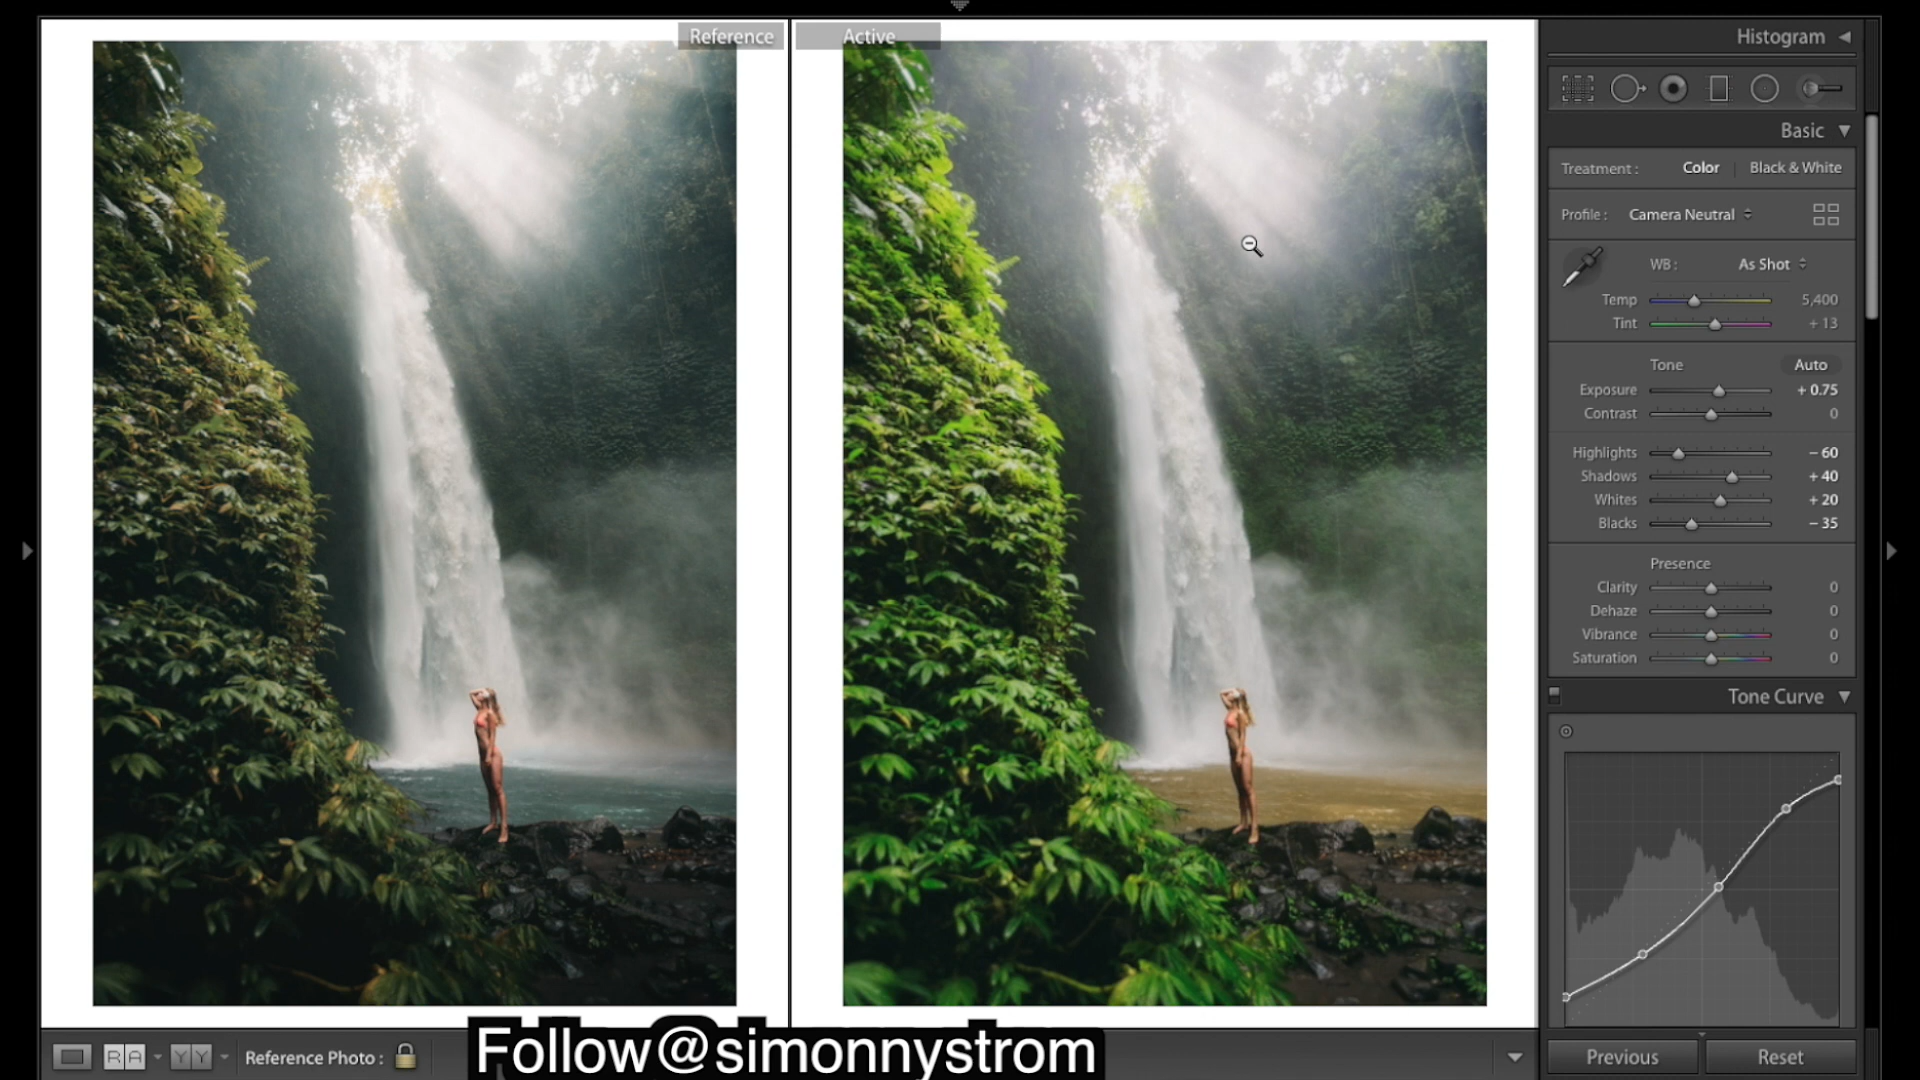 Reference
Active
Histogram
Basic
Treatment : Color Black & White
Profile : Camera Neutral
WB : As Shot
Temp 5,400
Tint + 13
Tone Auto
Exposure + 0.75
Contrast 0
Highlights − 60
Shadows + 40
Whites + 20
Blacks − 35
Presence
Clarity 0
Dehaze 0
Vibrance 0
Saturation 0
Tone Curve
R A Y Y Reference Photo :
Follow@simonnystrom
Previous Reset